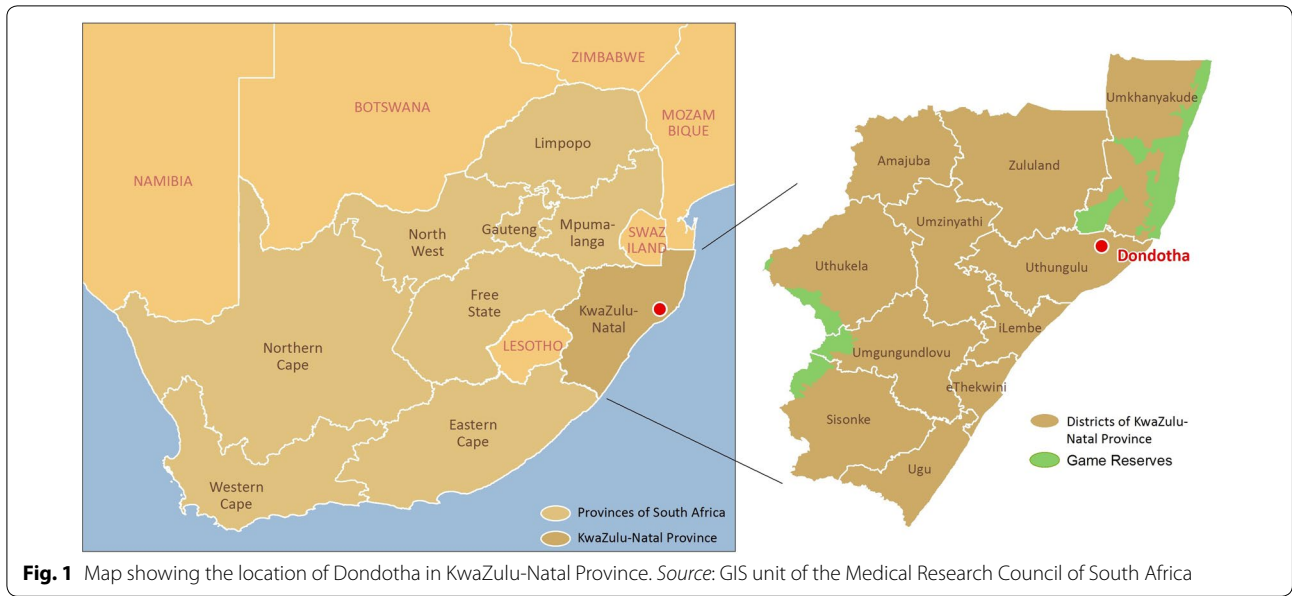 ZIMBABWE
BOTSWANA
MOZAM
BIQUE
Limpopo
NAMIBIA
North
West
Gauteng
Mpuma-
langa
SWAZ
ILAND
Free
State
KwaZulu-
Natal
LESOTHO
Northern
Cape
Eastern
Cape
Western
Cape
Provinces of South Africa
KwaZulu-Natal Province
Umkhanyakude
Amajuba
Zululand
Umzinyathi
Uthukela
Uthungulu
Dondotha
iLembe
Umgungundlovu
eThekwini
Sisonke
Ugu
Districts of KwaZulu-
Natal Province
Game Reserves
Fig. 1 Map showing the location of Dondotha in KwaZulu-Natal Province. Source: GIS unit of the Medical Research Council of South Africa